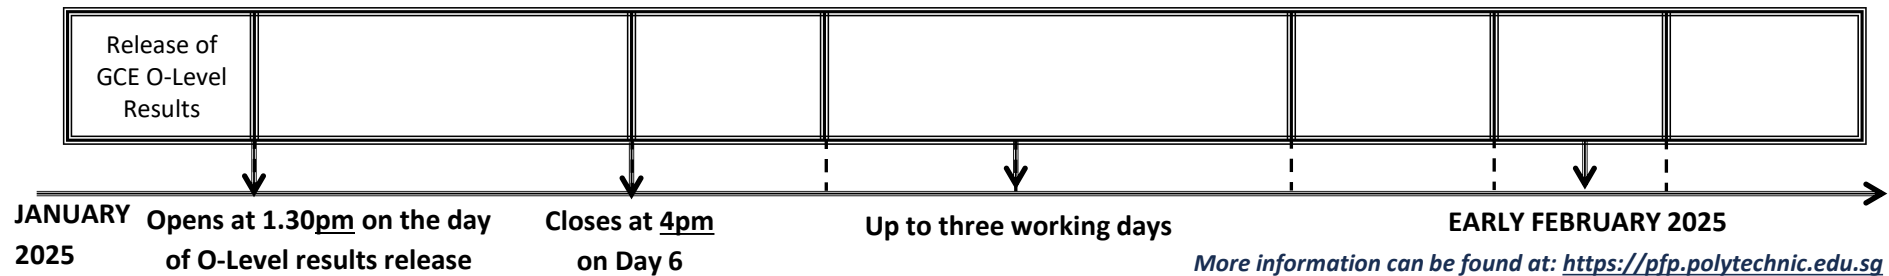 Release of
GCE O-Level
Results
JANUARY
2025
Opens at 1.30pm on the day
of O-Level results release
Closes at 4pm
on Day 6
Up to three working days
EARLY FEBRUARY 2025
More information can be found at: https://pfp.polytechnic.edu.sg